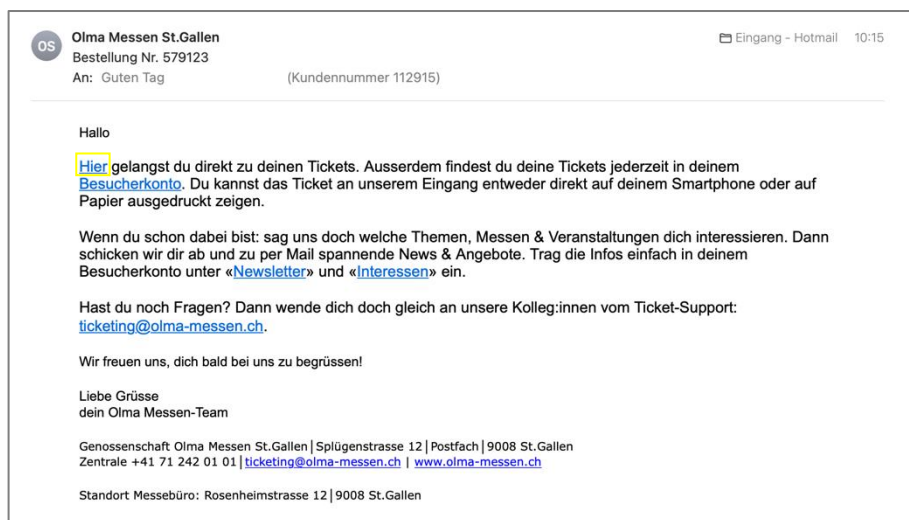 OS
Olma Messen St.Gallen
Eingang - Hotmail 10:15
Bestellung Nr. 579123
An: Guten Tag (Kundennummer 112915)
Hallo
Hier gelangst du direkt zu deinen Tickets. Ausserdem findest du deine Tickets jederzeit in deinem
Besucherkonto. Du kannst das Ticket an unserem Eingang entweder direkt auf deinem Smartphone oder auf
Papier ausgedruckt zeigen.
Wenn du schon dabei bist: sag uns doch welche Themen, Messen & Veranstaltungen dich interessieren. Dann
schicken wir dir ab und zu per Mail spannende News & Angebote. Trag die Infos einfach in deinem
Besucherkonto unter «Newsletter» und «Interessen» ein.
Hast du noch Fragen? Dann wende dich doch gleich an unsere Kolleg:innen vom Ticket-Support:
ticketing@olma-messen.ch.
Wir freuen uns, dich bald bei uns zu begrüssen!
Liebe Grüsse
dein Olma Messen-Team
Genossenschaft Olma Messen St.Gallen|Splügenstrasse 12|Postfach|9008 St.Gallen
Zentrale +41 71 242 01 01|ticketing@olma-messen.ch | www.olma-messen.ch
Standort Messebüro: Rosenheimstrasse 12|9008 St.Gallen